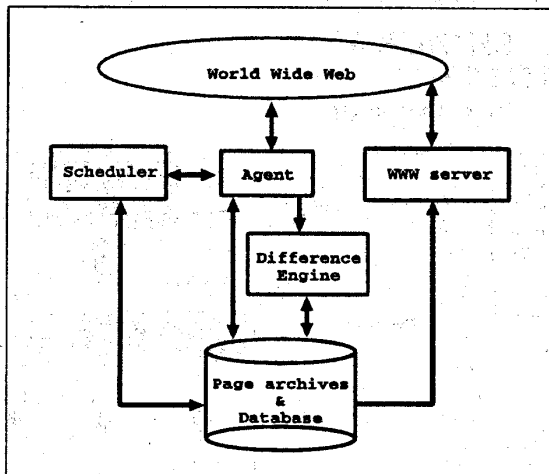 World Wide Web
Scheduler
Agent
WWW server
Difference
Engine
Page archives
&
Database